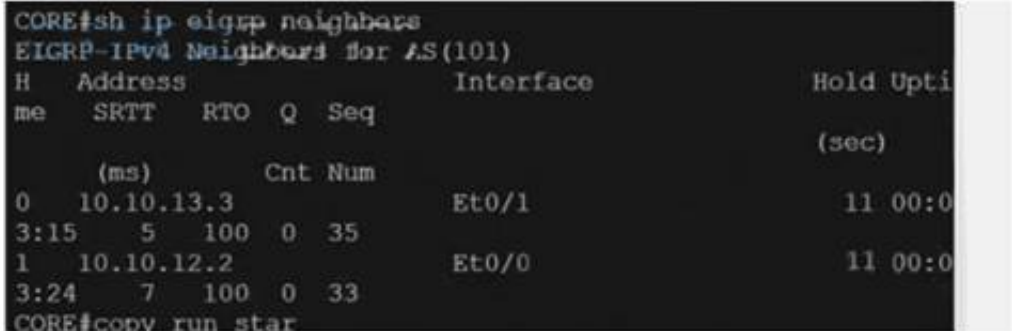 CORE#sh ip eigrp neighbors
EIGRP-IPv4 Neighbors for AS(101)
H   Address                 Interface              Hold Upti
me   SRTT   RTO  Q  Seq
(sec)
(ms)       Cnt Num
0   10.10.13.3              Et0/1                    11 00:0
3:15    5   100  0  35
1   10.10.12.2              Et0/0                    11 00:0
3:24    7   100  0  33
CORE#copy run star